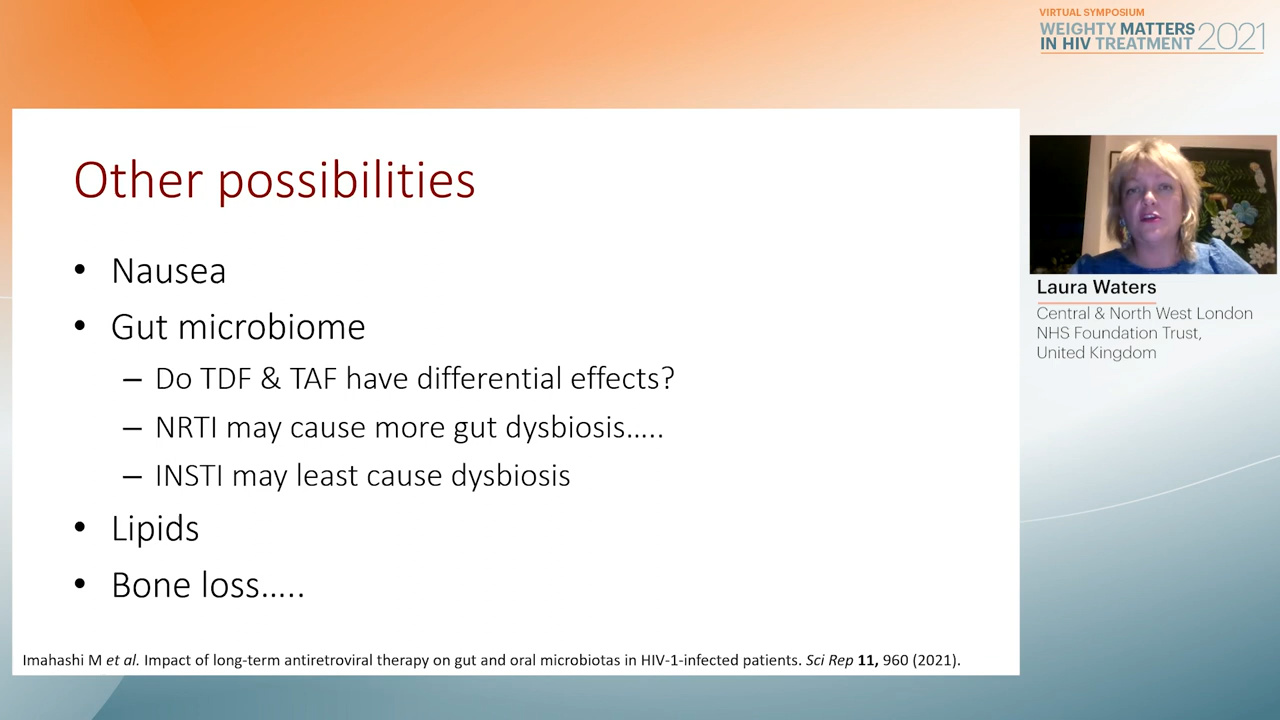 VIRTUAL SYMPOSIUM
WEIGHTY MATTERS
IN HIV TREATMENT 2021
Other possibilities
• Nausea
• Gut microbiome
– Do TDF & TAF have differential effects?
– NRTI may cause more gut dysbiosis…..
– INSTI may least cause dysbiosis
• Lipids
• Bone loss…..
Imahashi M et al. Impact of long-term antiretroviral therapy on gut and oral microbiotas in HIV-1-infected patients. Sci Rep 11, 960 (2021).
Laura Waters
Central & North West London
NHS Foundation Trust,
United Kingdom